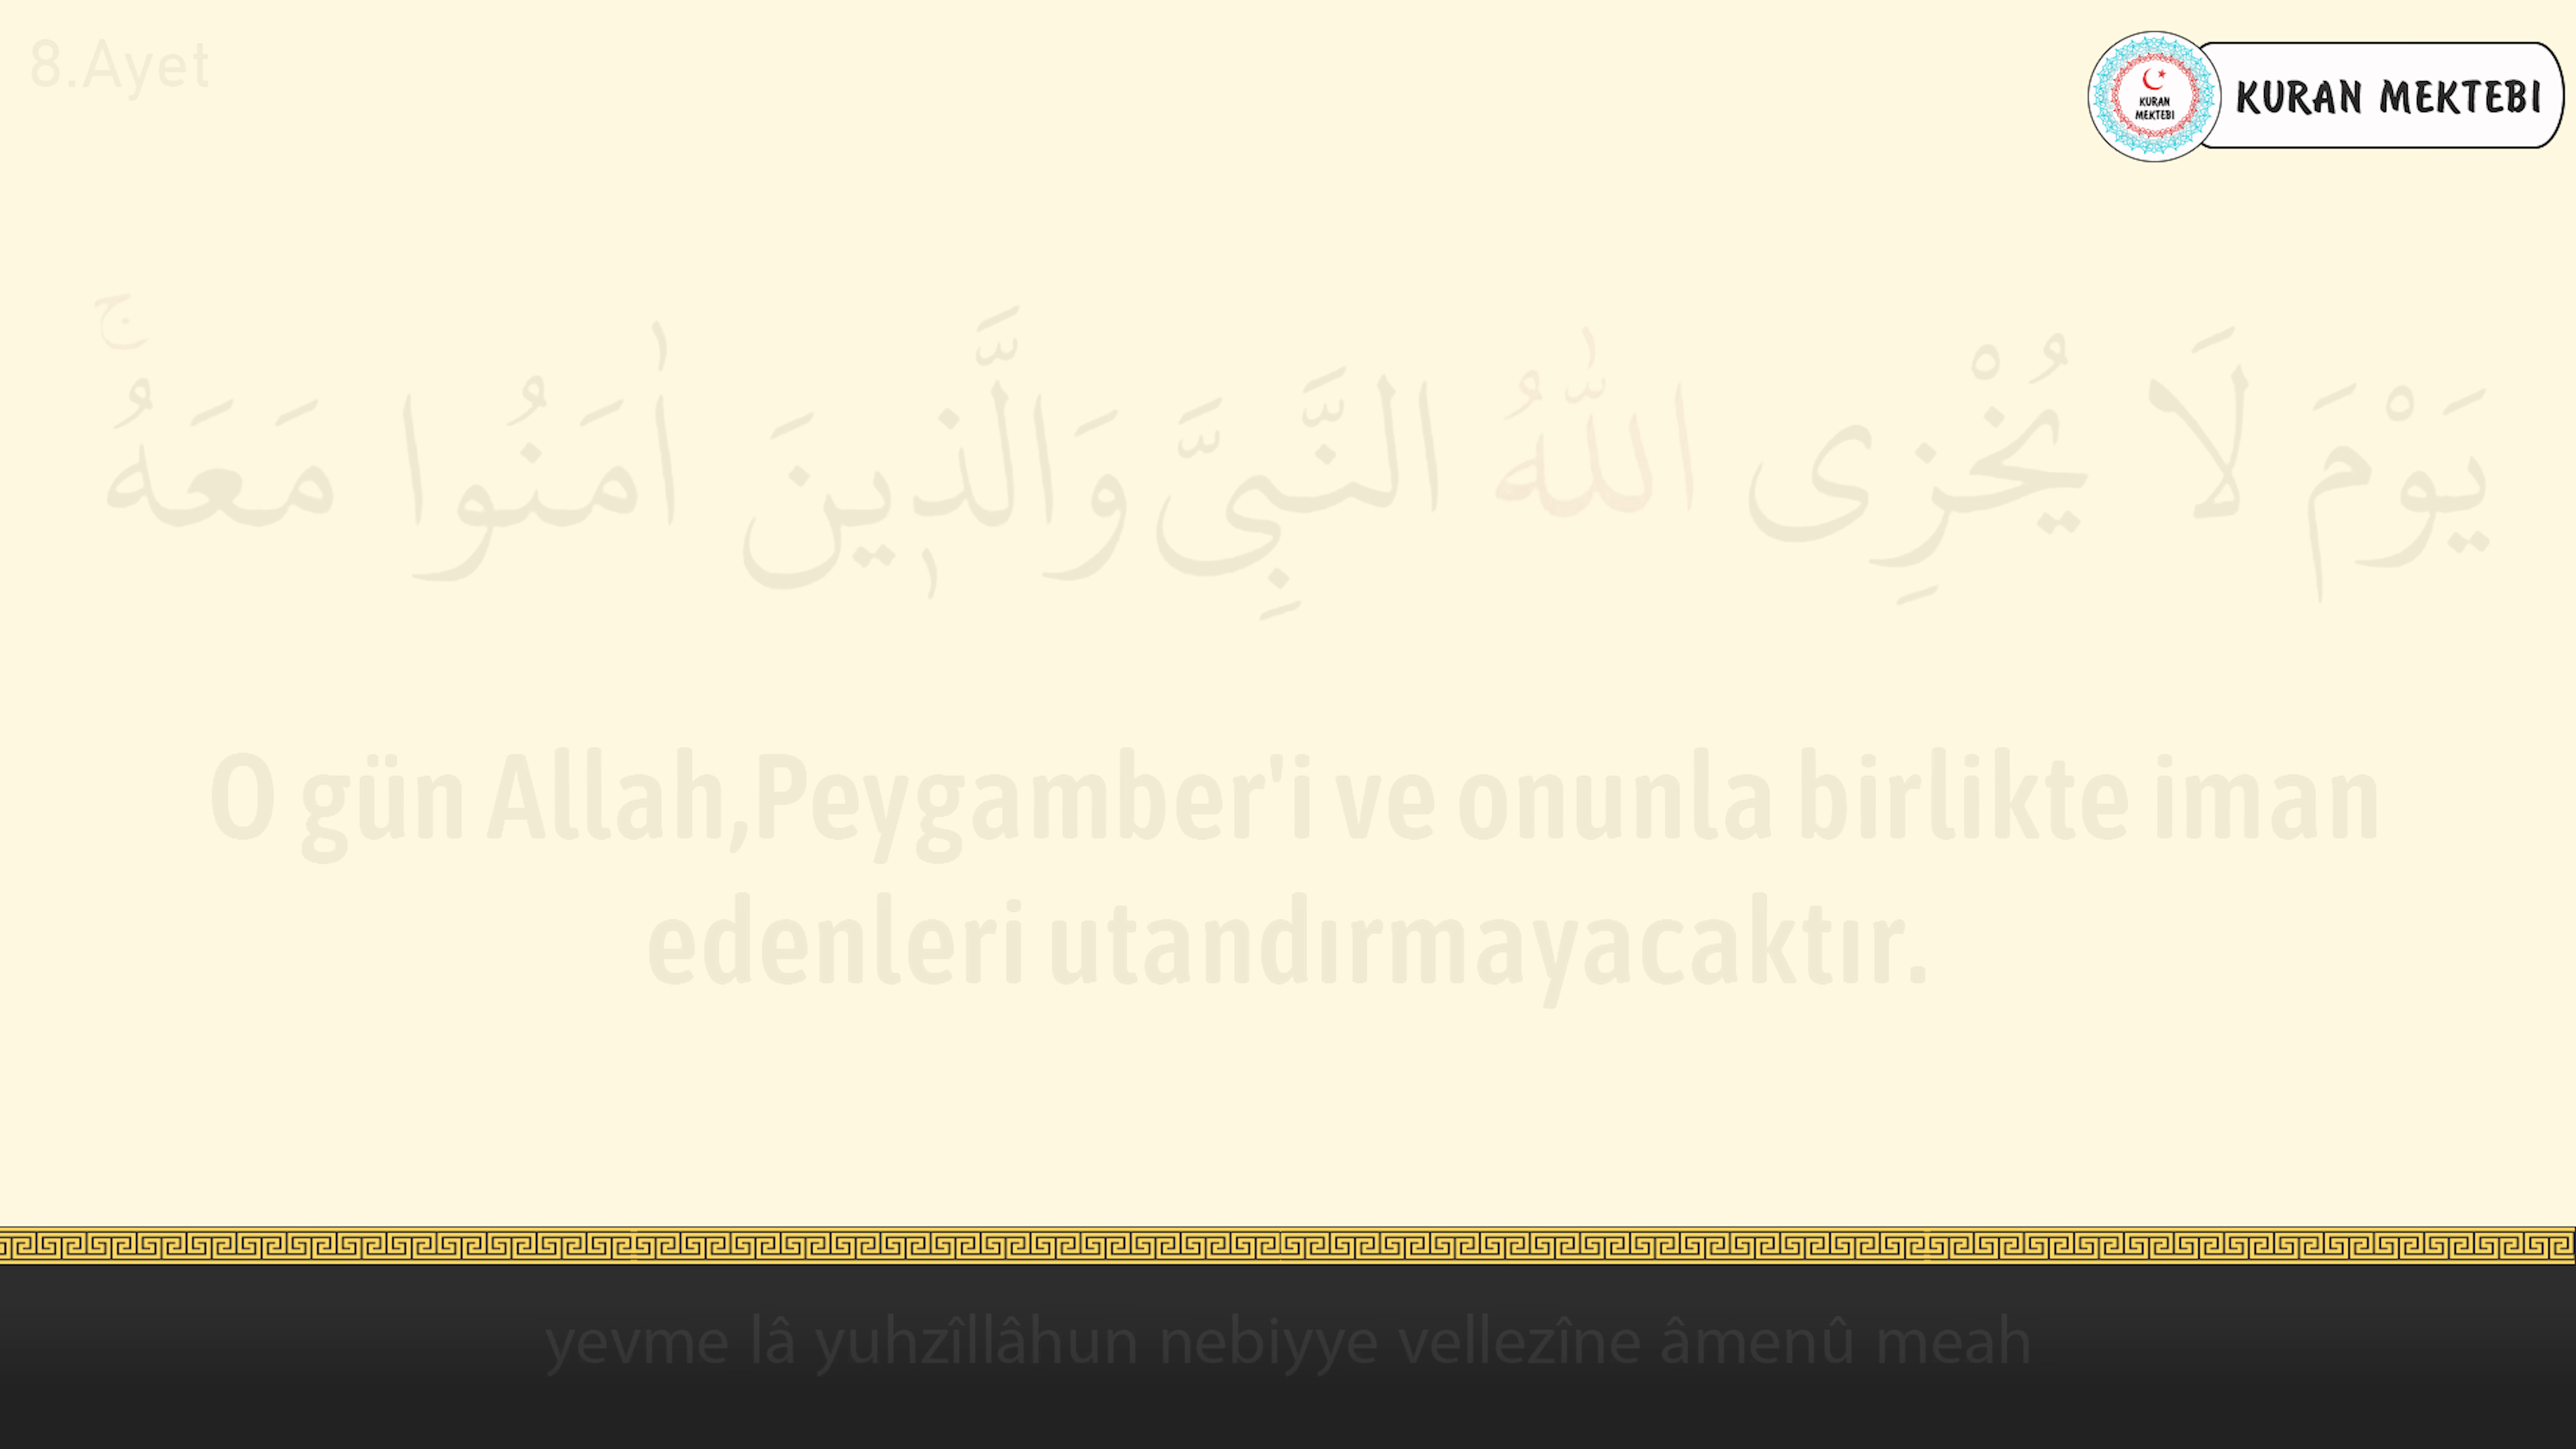 8.Ayet
KURAN
MEKTEBI
KURAN MEKTEBI
يَوْمَ لَا يُخْزِى اللّٰهُ النَّبِىَّ وَالَّذ۪ينَ اٰمَنُوا مَعَهُۚ
O gün Allah,Peygamber'i ve onunla birlikte iman
edenleri utandırmayacaktır.
yevme lâ yuhzîllâhun nebiyye vellezîne âmenû meah